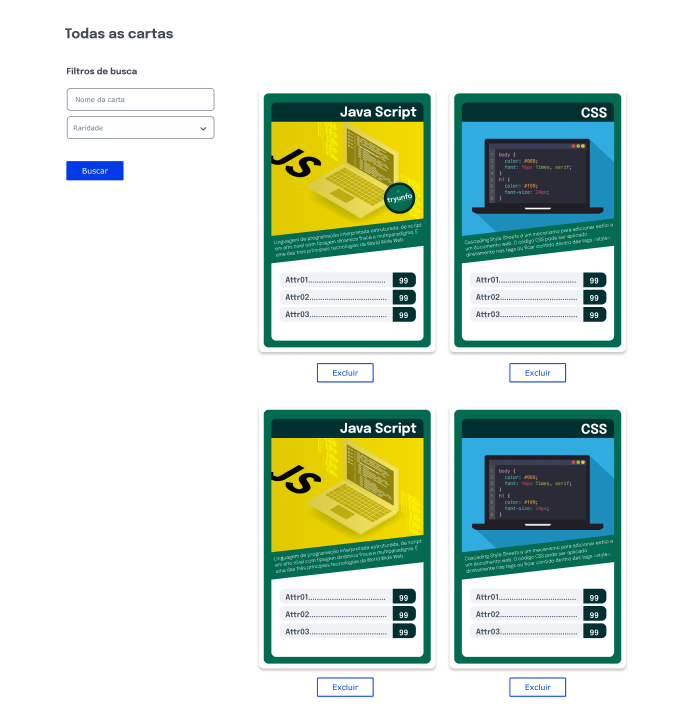 Todas as cartas
Filtros de busca
Nome da carta
Raridade
Buscar
Java Script
JS
tryunfo
Linguagem de programação interpretada estruturada, de script
em alto nível com tipagem dinâmica fraca e multiparadigma. É
uma das três principais tecnologias da World Wide Web.
Attr01 99
Attr02 99
Attr03 99
Excluir
CSS
body {
color: #000;
font: 16px Times, serif;
}
h1 {
color: #f00;
font-size: 24px;
}
Cascading Style Sheets é um mecanismo para adicionar estilo a
um documento web. O código CSS pode ser aplicado
diretamente nas tags ou ficar contido dentro das tags <style>.
Attr01 99
Attr02 99
Attr03 99
Excluir
Java Script
JS
Linguagem de programação interpretada estruturada, de script
em alto nível com tipagem dinâmica fraca e multiparadigma. É
uma das três principais tecnologias da World Wide Web.
Attr01 99
Attr02 99
Attr03 99
Excluir
CSS
body {
color: #000;
font: 16px Times, serif;
}
h1 {
color: #f00;
font-size: 24px;
}
Cascading Style Sheets é um mecanismo para adicionar estilo a
um documento web. O código CSS pode ser aplicado
diretamente nas tags ou ficar contido dentro das tags <style>.
Attr01 99
Attr02 99
Attr03 99
Excluir